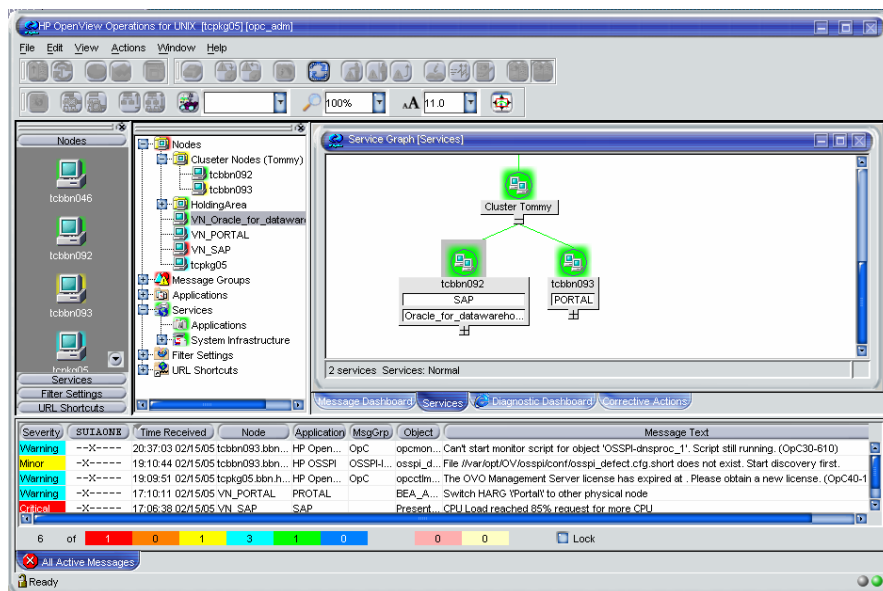 HP OpenView Operations for UNIX [tcpkg05] [opc_adm]
File Edit View Actions Window Help
100% AA 11.0
Nodes
tcbbn046
tcbbn092
tcbbn093
tcpkg05
Services
Filter Settings
URL Shortcuts
Nodes
Cluseter Nodes (Tommy)
tcbbn092
tcbbn093
HoldingArea
VN_Oracle_for_dataware
VN_PORTAL
VN_SAP
tcpkg05
Message Groups
Applications
Services
Applications
System Infrastructure
Filter Settings
URL Shortcuts
Service Graph [Services]
Cluster Tommy
tcbbn092
SAP
Oracle_for_datawareho...
tcbbn093
PORTAL
2 services Services: Normal
Message Dashboard Services Diagnostic Dashboard Corrective Actions
Severity SUIAONE Time Received Node Application MsgGrp Object Message Text
Warning --X---- 20:37:03 02/15/05 tcbbn093.bbn... HP Open... OpC opcmon... Can't start monitor script for object 'OSSPI-dnsproc_1'. Script still running. (OpC30-610)
Minor --X---- 19:10:44 02/15/05 tcbbn093.bbn... HP OSSPI OSSPI-I... osspi_d... File //var/opt/OV/osspi/conf/osspi_defect.cfg.short does not exist. Start discovery first.
Warning --X---- 19:09:51 02/15/05 tcpkg05.bbn.h... HP Open... OpC opcctlm... The OVO Management Server license has expired at . Please obtain a new license. (OpC40-1
Warning -X----- 17:10:11 02/15/05 VN_PORTAL PROTAL BEA_A... Switch HARG \'Portal\' to other physical node
Critical -X----- 17:06:38 02/15/05 VN_SAP SAP Present... CPU Load reached 85% request for more CPU
6 of 1 0 1 3 1 0 0 0 Lock
All Active Messages
Ready